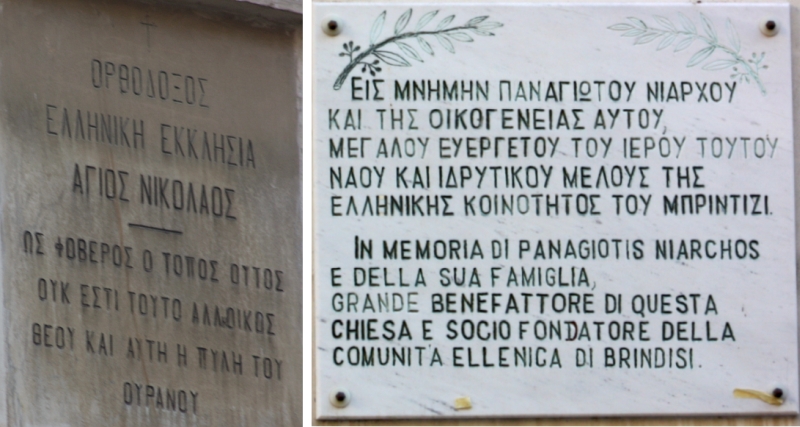 ΟΡΘΟΔΟΞΟΣ
ΕΛΛΗΝΙΚΗ ΕΚΚΛΗΣΙΑ
ΑΓΙΟΣ ΝΙΚΟΛΑΟΣ
ΩΣ ΦΟΒΕΡΟΣ Ο ΤΟΠΟΣ ΟΥΤΟΣ
ΟΥΚ ΕΣΤΙ ΤΟΥΤΟ ΑΛΛ ΟΙΚΟΣ
ΘΕΟΥ ΚΑΙ ΑΥΤΗ Η ΠΥΛΗ ΤΟΥ
ΟΥΡΑΝΟΥ
ΕΙΣ ΜΝΗΜΗΝ ΠΑΝΑΓΙΩΤΟΥ ΝΙΑΡΧΟΥ
ΚΑΙ ΤΗΣ ΟΙΚΟΓΕΝΕΙΑΣ ΑΥΤΟΥ,
ΜΕΓΑΛΟΥ ΕΥΕΡΓΕΤΟΥ ΤΟΥ ΙΕΡΟΥ ΤΟΥΤΟΥ
ΝΑΟΥ ΚΑΙ ΙΔΡΥΤΙΚΟΥ ΜΕΛΟΥΣ ΤΗΣ
ΕΛΛΗΝΙΚΗΣ ΚΟΙΝΟΤΗΤΟΣ ΤΟΥ ΜΠΡΙΝΤΙΖΙ.
IN MEMORIA DI PANAGIOTIS NIARCHOS
E DELLA SUA FAMIGLIA,
GRANDE BENEFATTORE DI QUESTA
CHIESA E SOCIO FONDATORE DELLA
COMUNITA' ELLENICA DI BRINDISI.